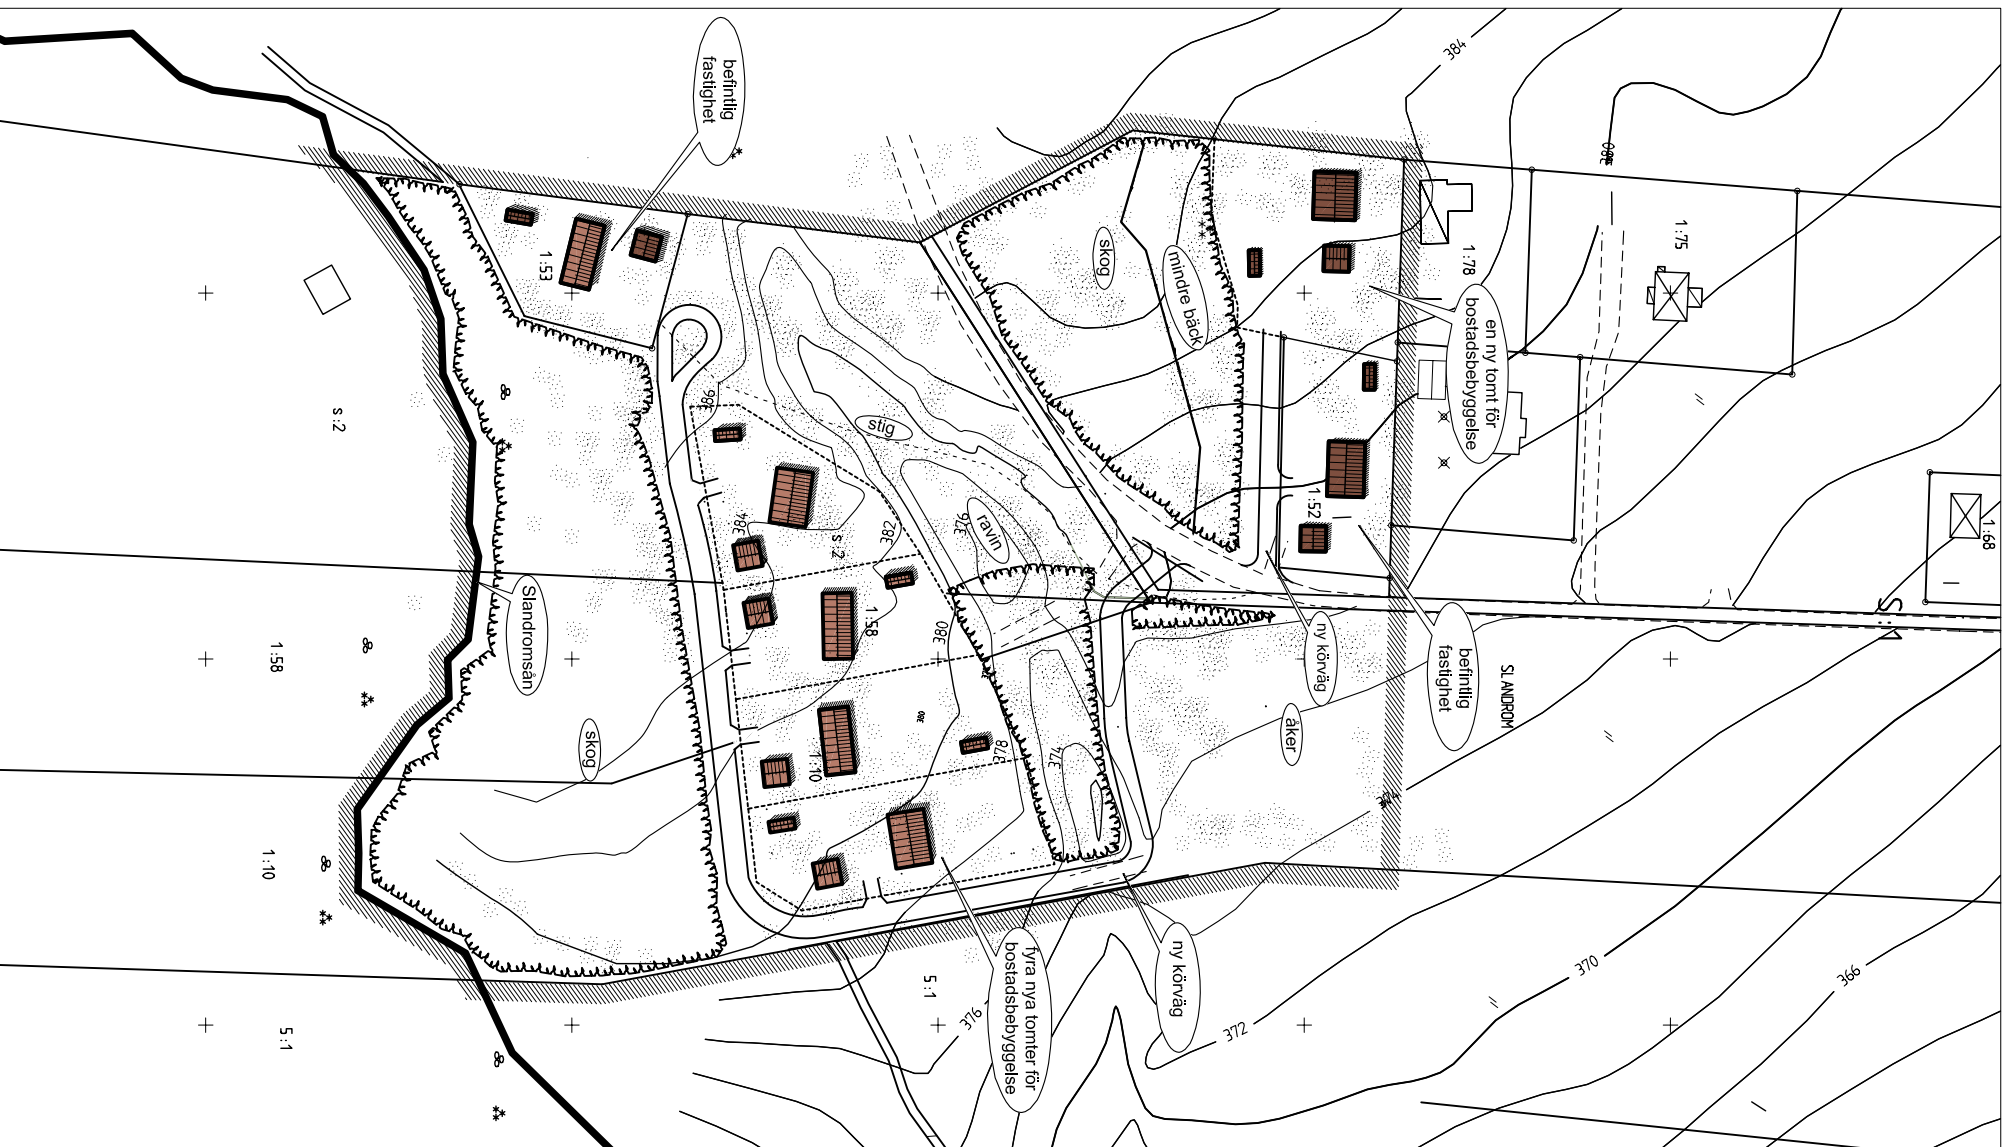 befintlig
fastighet
384
380
1:75
1:78
en ny tomt för
bostadsbebyggelse
skog
mindre bäck
1:53
s:2
386
stig
384
s:2
382
376
ravin
1:52
1:68
S:1
Slandromsån
1:58
1:58
380
ny körväg
befintlig
fastighet
SLANDROM
åker
skog
1:10
380
378
374
374
1:10
5:1
5:1
376
fyra nya tomter för
bostadsbebyggelse
ny körväg
372
370
366